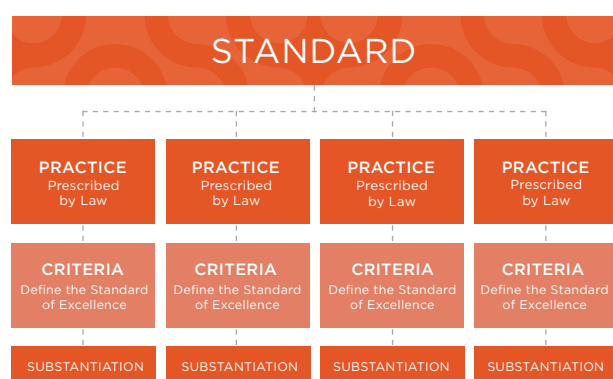 STANDARD
PRACTICE
Prescribed
by Law
PRACTICE
Prescribed
by Law
PRACTICE
Prescribed
by Law
PRACTICE
Prescribed
by Law
CRITERIA
Define the Standard
of Excellence
CRITERIA
Define the Standard
of Excellence
CRITERIA
Define the Standard
of Excellence
CRITERIA
Define the Standard
of Excellence
SUBSTANTIATION
SUBSTANTIATION
SUBSTANTIATION
SUBSTANTIATION